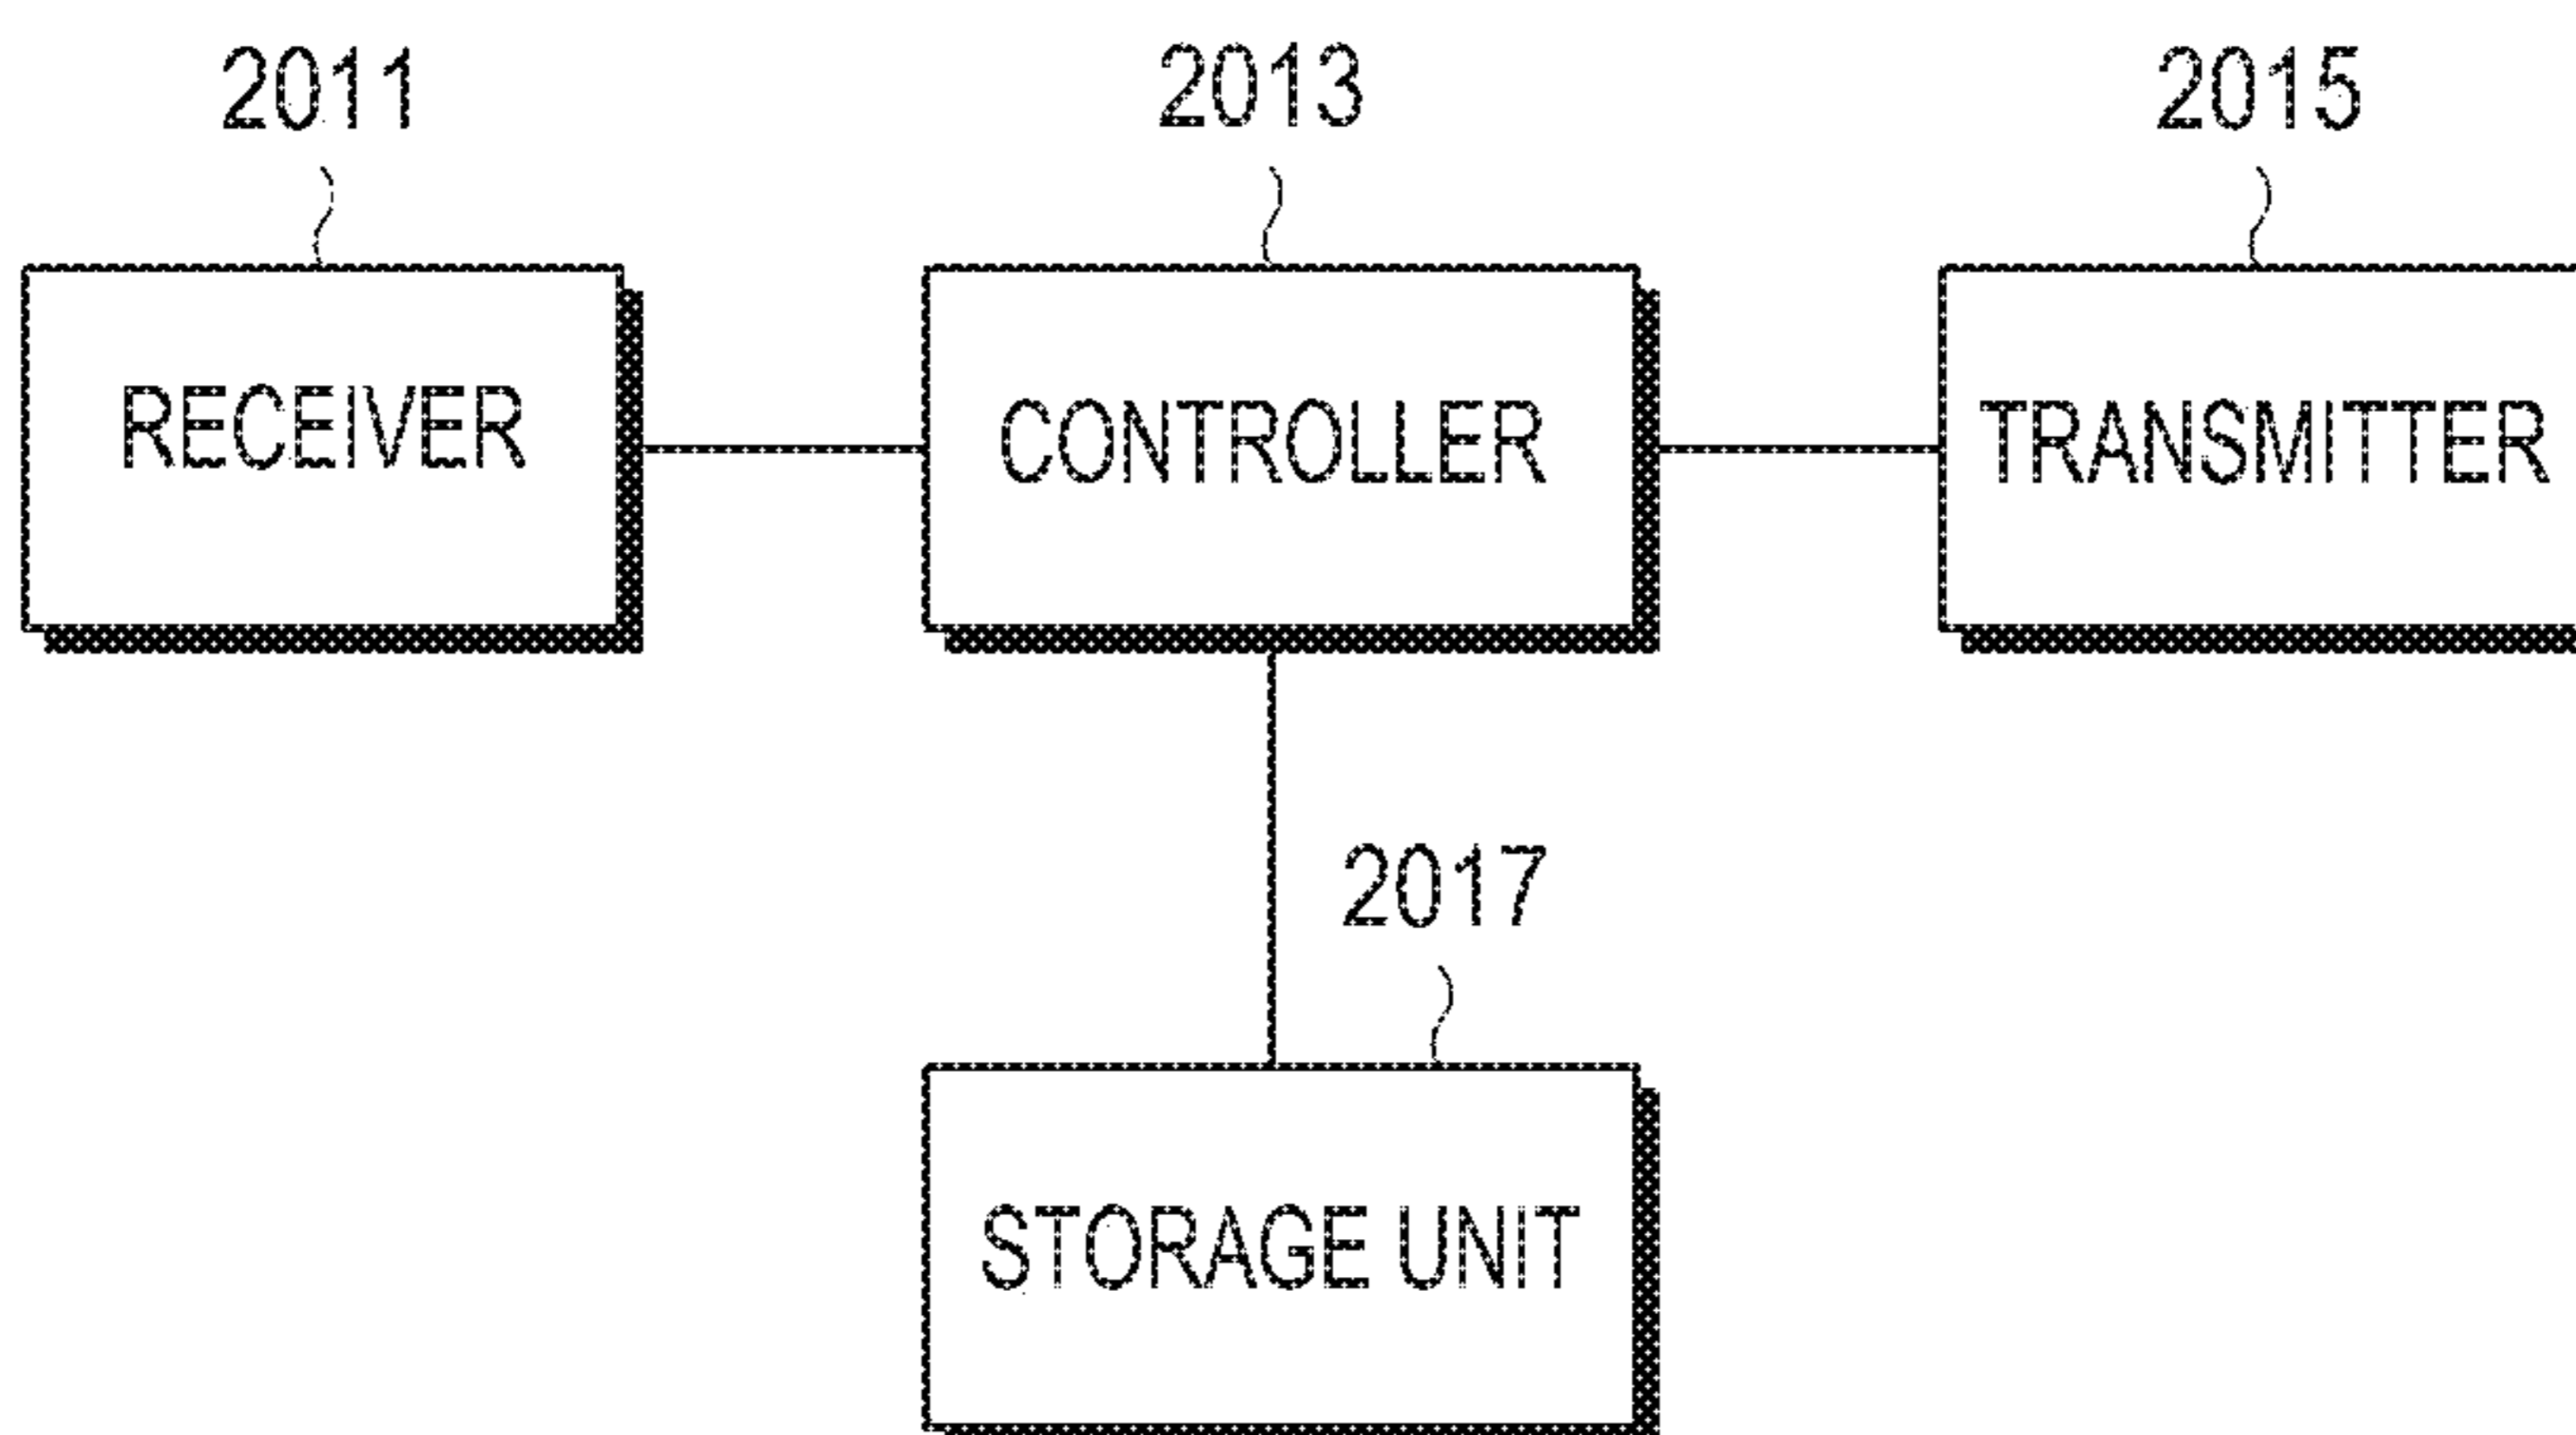 2011
2013
2015
RECEIVER
CONTROLLER
TRANSMITTER
2017
STORAGE UNIT